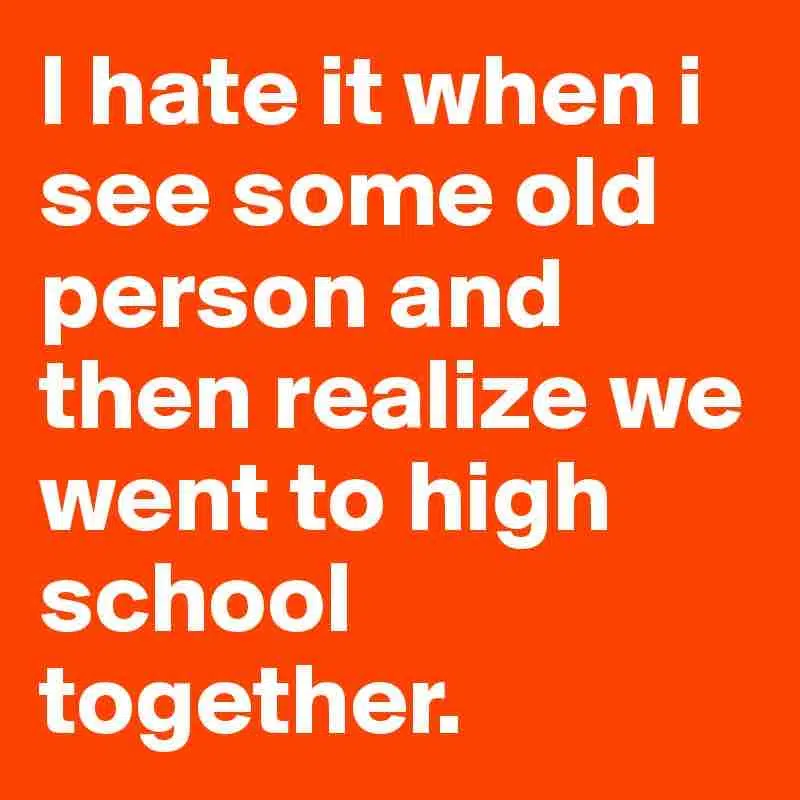 I hate it when i
see some old
person and
then realize we
went to high
school
together.